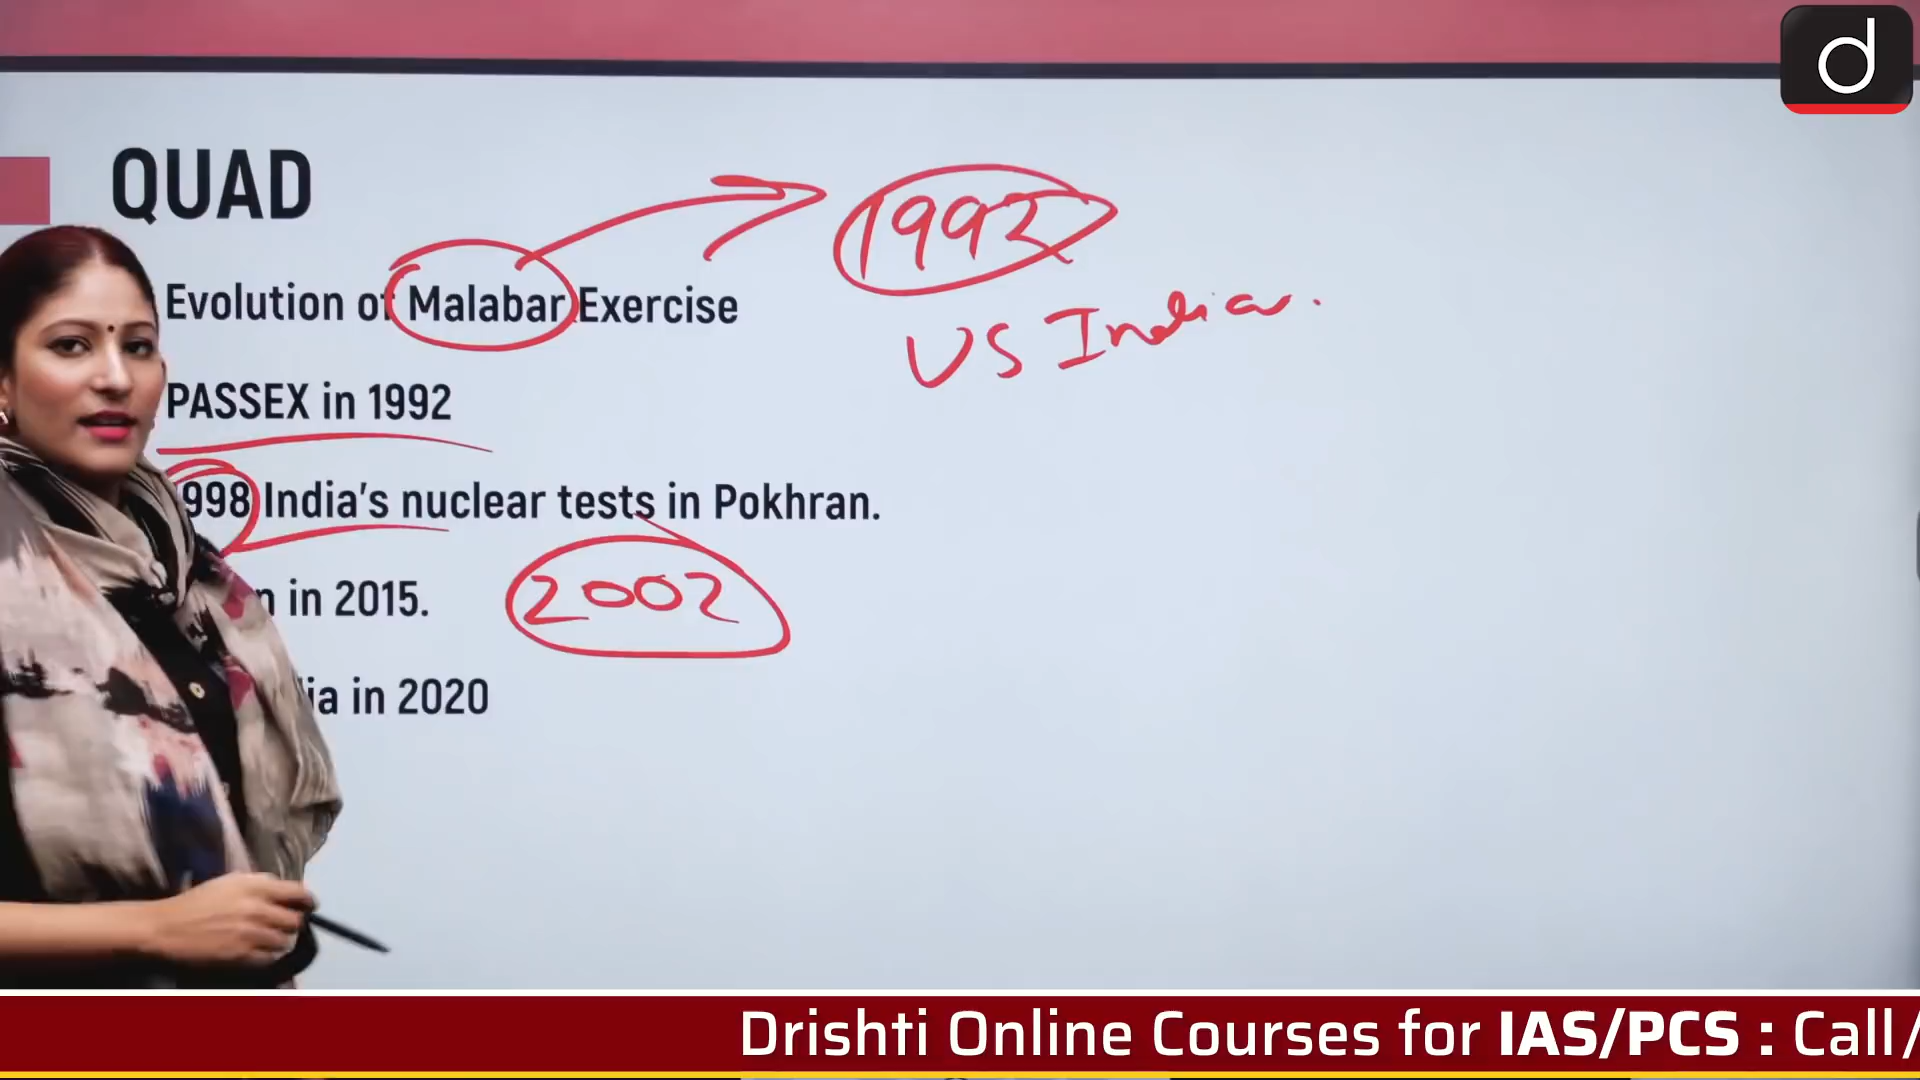 d
QUAD
1992
Evolution of Malabar Exercise
US India.
PASSEX in 1992
998 India's nuclear tests in Pokhran.
2002
n in 2015.
ia in 2020
Drishti Online Courses for IAS/PCS : Call/